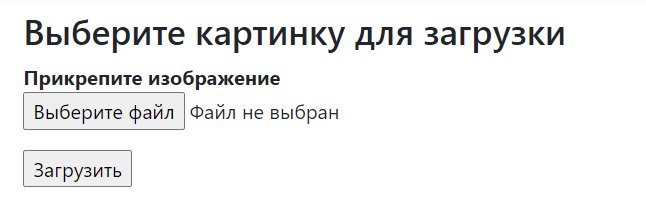 Выберите картинку для загрузки
Прикрепите изображение
Выберите файл Файл не выбран
Загрузить